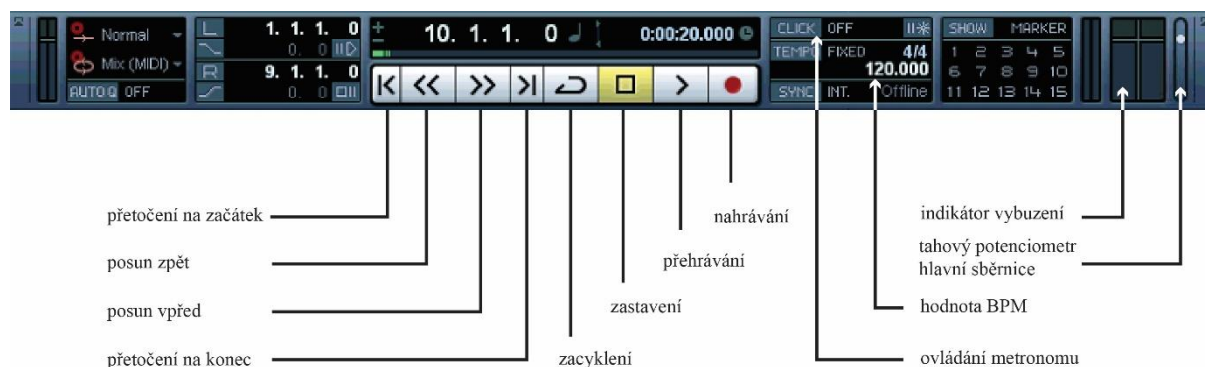 Normal
Mix (MIDI)
AUTO Q OFF
L 1. 1. 1. 0
0. 0
R 9. 1. 1. 0
0. 0
10. 1. 1. 0
0:00:20.000
CLICK OFF
TEMPO FIXED 4/4
120.000
SYNC INT. Offline
SHOW MARKER
1 2 3 4 5
6 7 8 9 10
11 12 13 14 15
přetočení na začátek
posun zpět
posun vpřed
přetočení na konec
zacyklení
zastavení
přehrávání
nahrávání
indikátor vybuzení
tahový potenciometr
hlavní sběrnice
hodnota BPM
ovládání metronomu